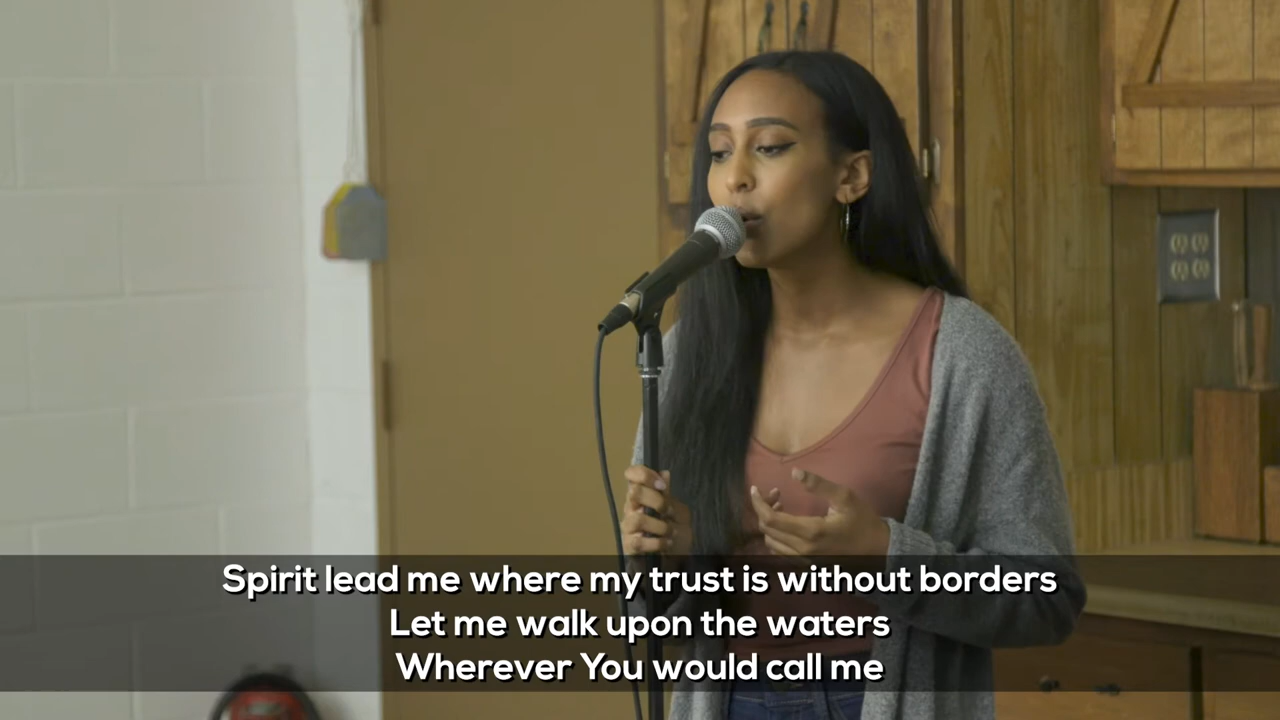 Spirit lead me where my trust is without borders
Let me walk upon the waters
Wherever You would call me